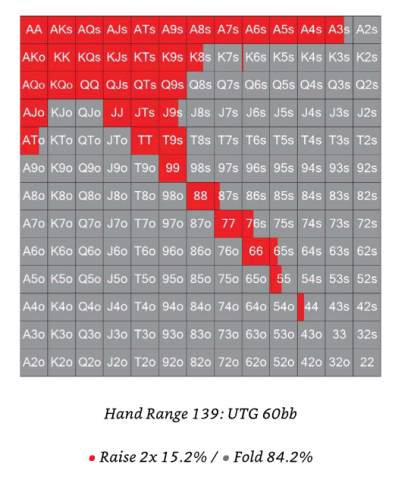 AA AKs AQs AJs ATs A9s A8s A7s A6s A5s A4s A3s A2s
AKo KK KQs KJs KTs K9s K8s K7s K6s K5s K4s K3s K2s
AQo KQo QQ QJs QTs Q9s Q8s Q7s Q6s Q5s Q4s Q3s Q2s
AJo KJo QJo JJ JTs J9s J8s J7s J6s J5s J4s J3s J2s
ATo KTo QTo JTo TT T9s T8s T7s T6s T5s T4s T3s T2s
A9o K9o Q9o J9o T9o 99 98s 97s 96s 95s 94s 93s 92s
A8o K8o Q8o J8o T8o 98o 88 87s 86s 85s 84s 83s 82s
A7o K7o Q7o J7o T7o 97o 87o 77 76s 75s 74s 73s 72s
A6o K6o Q6o J6o T6o 96o 86o 76o 66 65s 64s 63s 62s
A5o K5o Q5o J5o T5o 95o 85o 75o 65o 55 54s 53s 52s
A4o K4o Q4o J4o T4o 94o 84o 74o 64o 54o 44 43s 42s
A3o K3o Q3o J3o T3o 93o 83o 73o 63o 53o 43o 33 32s
A2o K2o Q2o J2o T2o 92o 82o 72o 62o 52o 42o 32o 22
Hand Range 139: UTG 60bb
• Raise 2x 15.2% / • Fold 84.2%